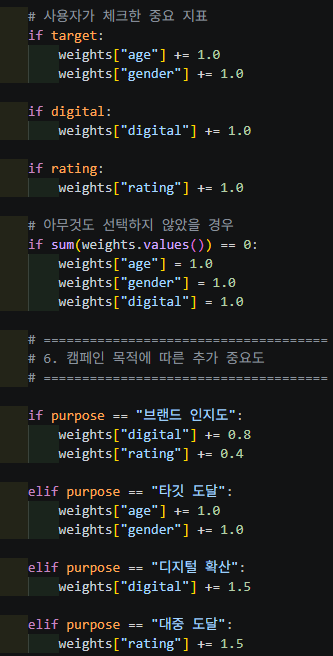 # 사용자가 체크한 중요 지표
if target:
    weights["age"] += 1.0
    weights["gender"] += 1.0
if digital:
    weights["digital"] += 1.0
if rating:
    weights["rating"] += 1.0
# 아무것도 선택하지 않았을 경우
if sum(weights.values()) == 0:
    weights["age"] = 1.0
    weights["gender"] = 1.0
    weights["digital"] = 1.0
# =====================================
# 6. 캠페인 목적에 따른 추가 중요도
# =====================================
if purpose == "브랜드 인지도":
    weights["digital"] += 0.8
    weights["rating"] += 0.4
elif purpose == "타깃 도달":
    weights["age"] += 1.0
    weights["gender"] += 1.0
elif purpose == "디지털 확산":
    weights["digital"] += 1.5
elif purpose == "대중 도달":
    weights["rating"] += 1.5